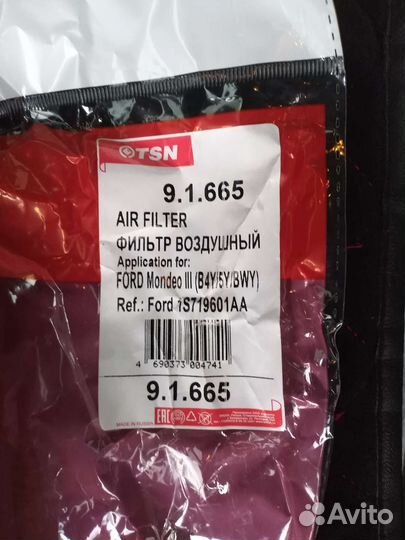 TSN
9.1.665
AIR FILTER
ФИЛЬТР ВОЗДУШНЫЙ
Application for:
FORD Mondeo III (B4Y/5Y/BWY)
Ref.: Ford 1S719601AA
4 690373 004741
9.1.665
EAC
MADE IN RUSSIA
Avito